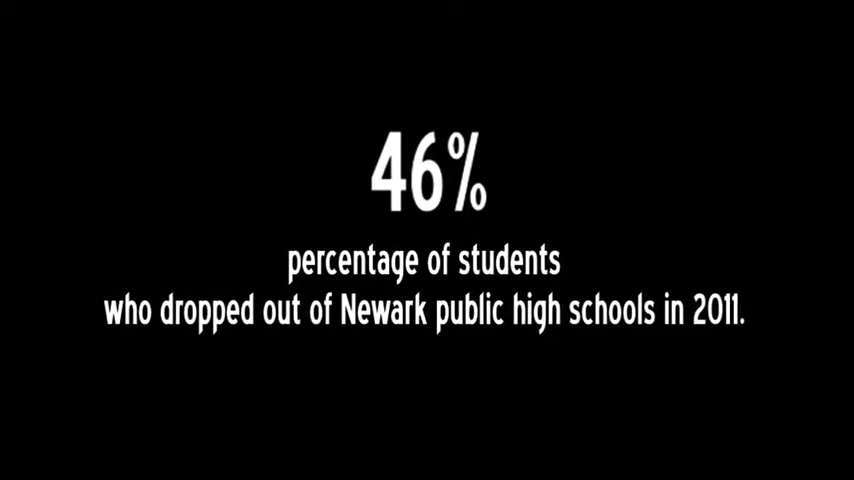 46%
percentage of students
who dropped out of Newark public high schools in 2011.